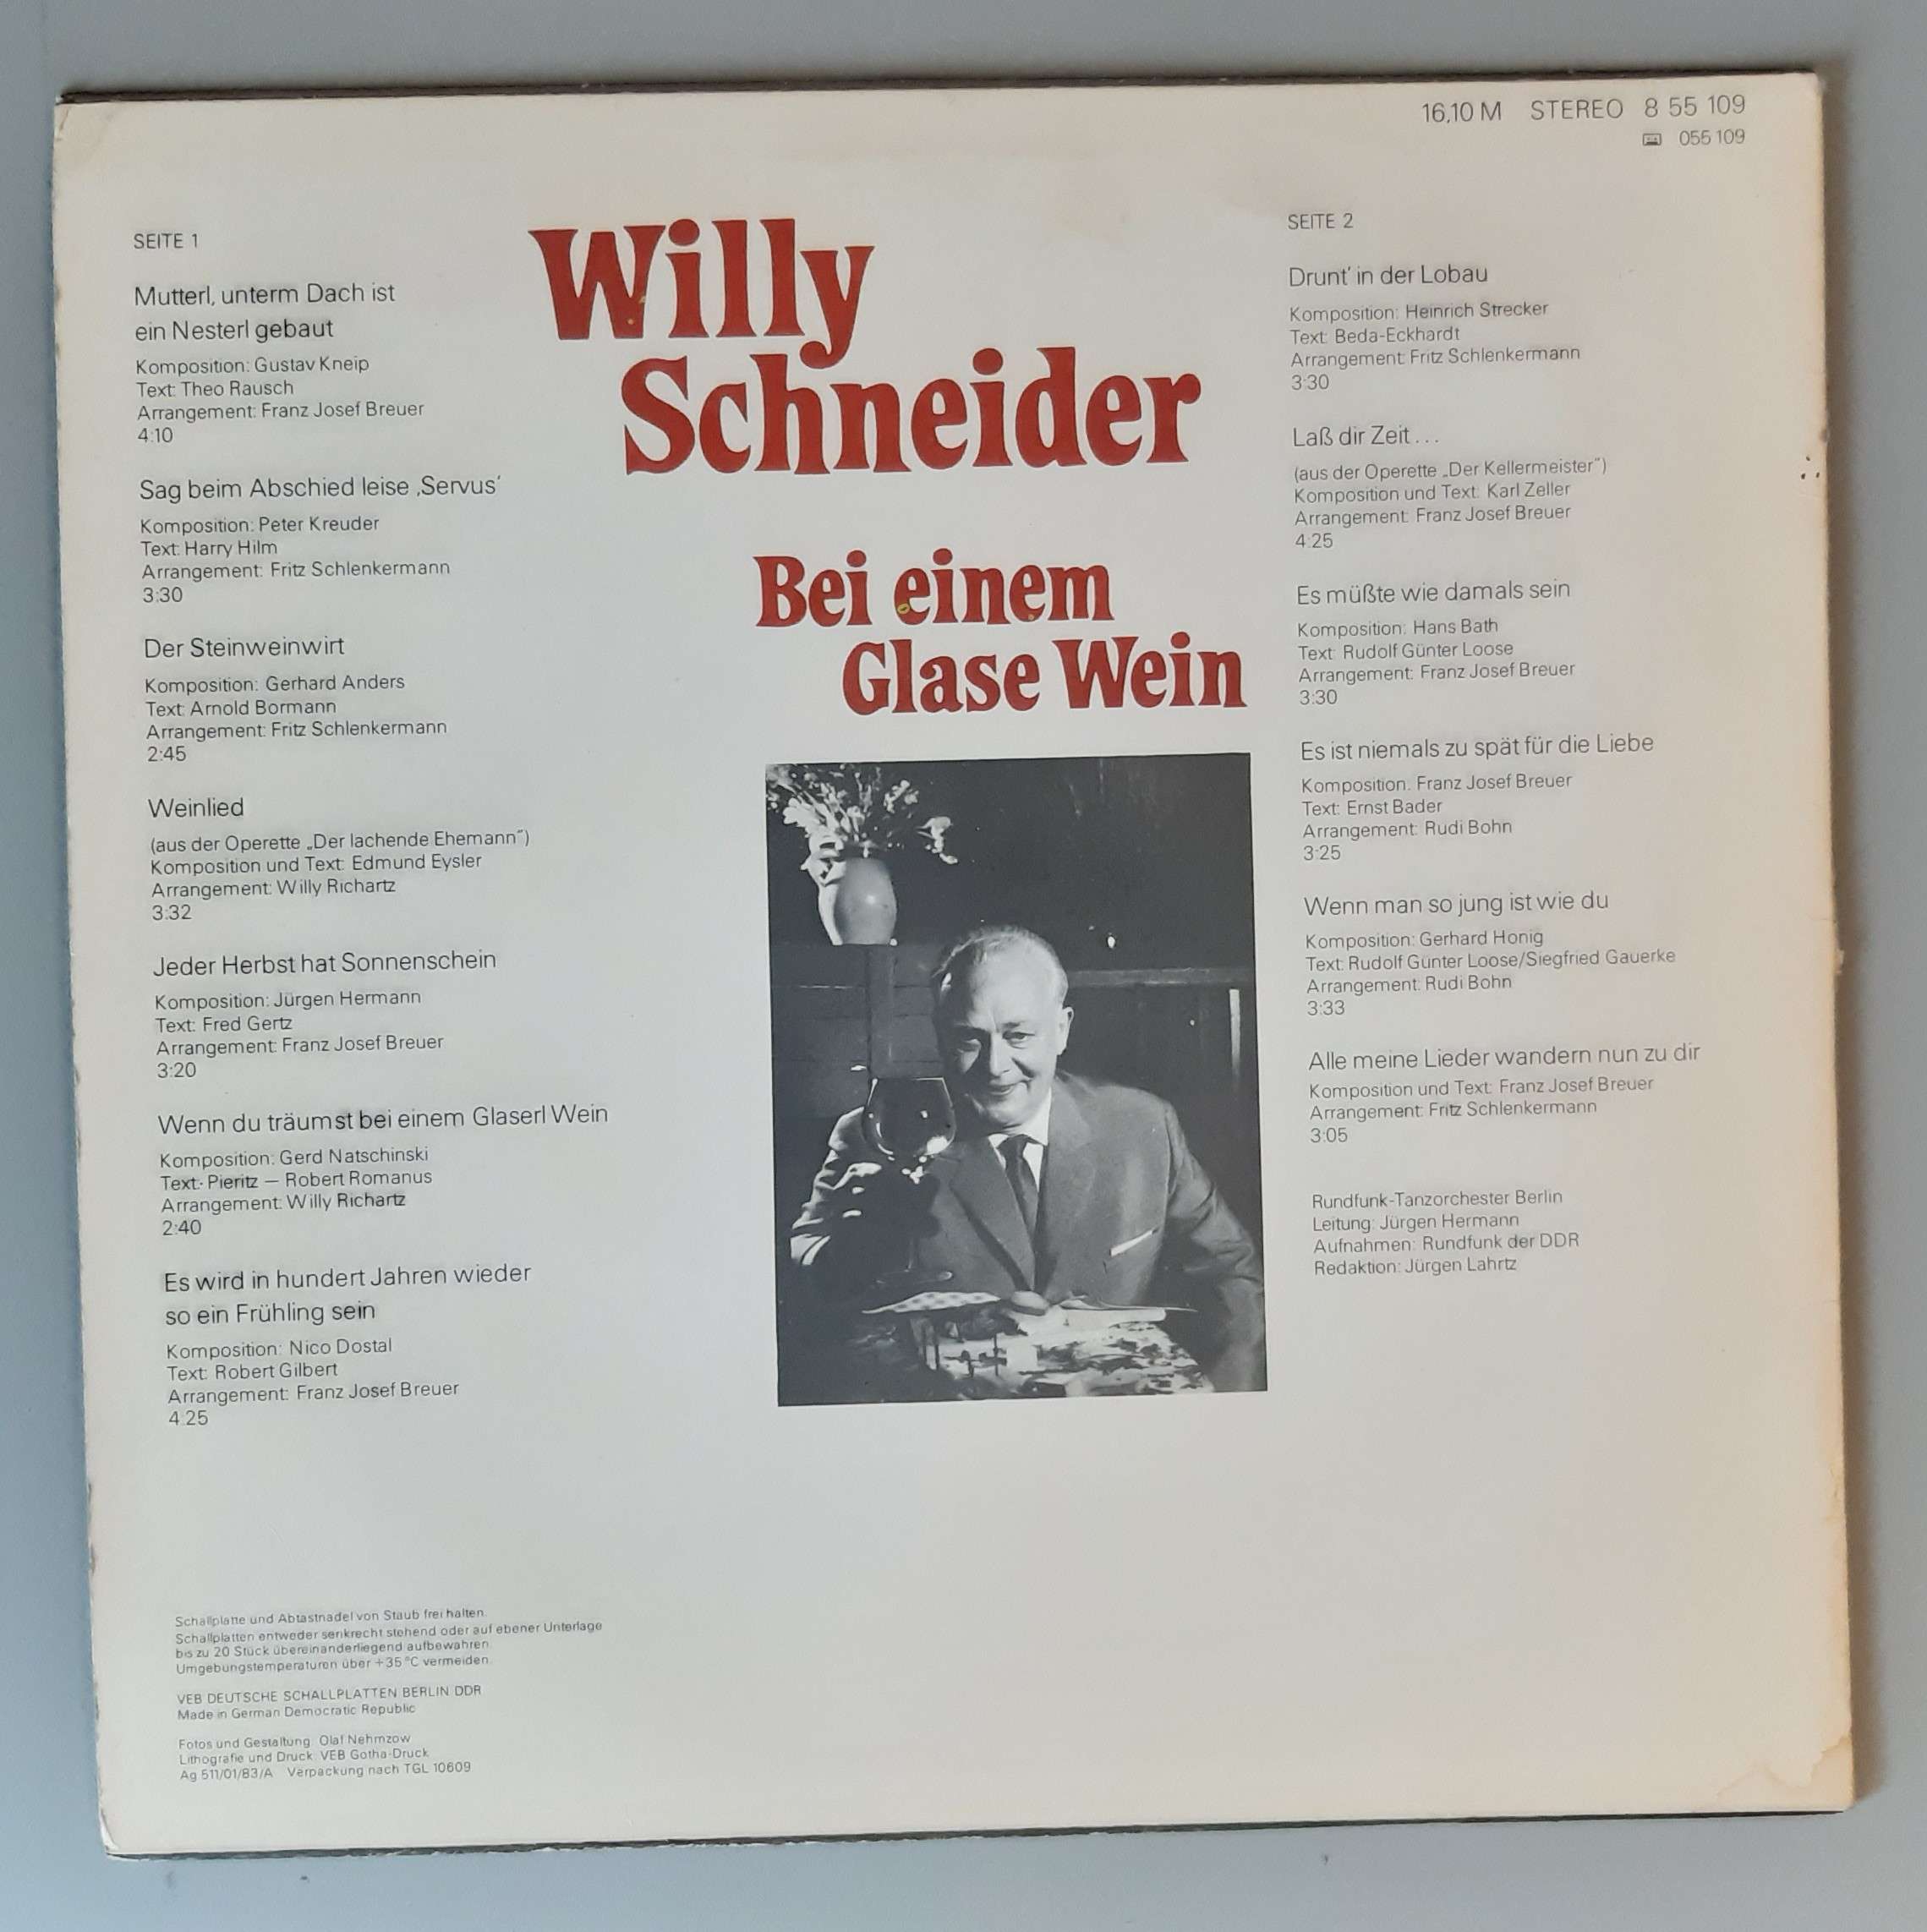 16,10 M STEREO 8 55 109
055 109
Willy
Schneider
Bei einem
Glase Wein
SEITE 1
Mutterl, unterm Dach ist
ein Nesterl gebaut
Komposition: Gustav Kneip
Text: Theo Rausch
Arrangement: Franz Josef Breuer
4:10
Sag beim Abschied leise ‚Servus‘
Komposition: Peter Kreuder
Text: Harry Hilm
Arrangement: Fritz Schlenkermann
3:30
Der Steinweinwirt
Komposition: Gerhard Anders
Text: Arnold Bormann
Arrangement: Fritz Schlenkermann
2:45
Weinlied
(aus der Operette „Der lachende Ehemann“)
Komposition und Text: Edmund Eysler
Arrangement: Willy Richartz
3:32
Jeder Herbst hat Sonnenschein
Komposition: Jürgen Hermann
Text: Fred Gertz
Arrangement: Franz Josef Breuer
3:20
Wenn du träumst bei einem Glaserl Wein
Komposition: Gerd Natschinski
Text: Pieritz — Robert Romanus
Arrangement: Willy Richartz
2:40
Es wird in hundert Jahren wieder
so ein Frühling sein
Komposition: Nico Dostal
Text: Robert Gilbert
Arrangement: Franz Josef Breuer
4:25
SEITE 2
Drunt' in der Lobau
Komposition: Heinrich Strecker
Text: Beda-Eckhardt
Arrangement: Fritz Schlenkermann
3:30
Laß dir Zeit...
(aus der Operette „Der Kellermeister“)
Komposition und Text: Karl Zeller
Arrangement: Franz Josef Breuer
4:25
Es müßte wie damals sein
Komposition: Hans Bath
Text: Rudolf Günter Loose
Arrangement: Franz Josef Breuer
3:30
Es ist niemals zu spät für die Liebe
Komposition: Franz Josef Breuer
Text: Ernst Bader
Arrangement: Rudi Bohn
3:25
Wenn man so jung ist wie du
Komposition: Gerhard Honig
Text: Rudolf Günter Loose/Siegfried Gauerke
Arrangement: Rudi Bohn
3:33
Alle meine Lieder wandern nun zu dir
Komposition und Text: Franz Josef Breuer
Arrangement: Fritz Schlenkermann
3:05
Rundfunk-Tanzorchester Berlin
Leitung: Jürgen Hermann
Aufnahmen: Rundfunk der DDR
Redaktion: Jürgen Lahrtz
Schallplatte und Abtastnadel von Staub frei halten.
Schallplatten entweder senkrecht stehend oder auf ebener Unterlage
bis zu 20 Stück übereinanderliegend aufbewahren.
Umgebungstemperaturen über +35 °C vermeiden.
VEB DEUTSCHE SCHALLPLATTEN BERLIN DDR
Made in German Democratic Republic
Fotos und Gestaltung: Olaf Nehmzow
Lithografie und Druck: VEB Gotha-Druck
Ag 511/01/83/A Verpackung nach TGL 10609